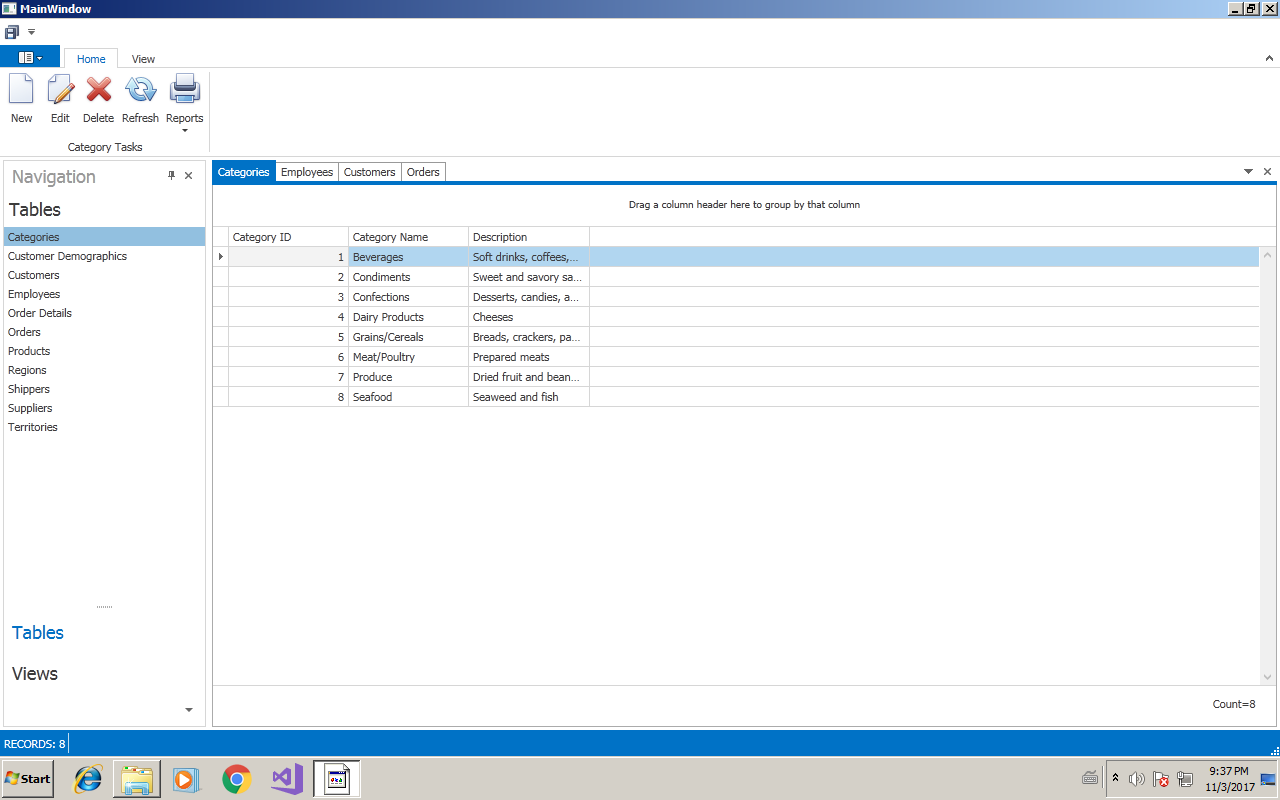 MainWindow
Home View
New Edit Delete Refresh Reports
Category Tasks
Navigation
Tables
Categories
Customer Demographics
Customers
Employees
Order Details
Orders
Products
Regions
Shippers
Suppliers
Territories
Tables
Views
Categories Employees Customers Orders
Drag a column header here to group by that column
Category ID Category Name Description
1 Beverages Soft drinks, coffees,...
2 Condiments Sweet and savory sa...
3 Confections Desserts, candies, a...
4 Dairy Products Cheeses
5 Grains/Cereals Breads, crackers, pa...
6 Meat/Poultry Prepared meats
7 Produce Dried fruit and bean...
8 Seafood Seaweed and fish
Count=8
RECORDS: 8
Start
9:37 PM
11/3/2017